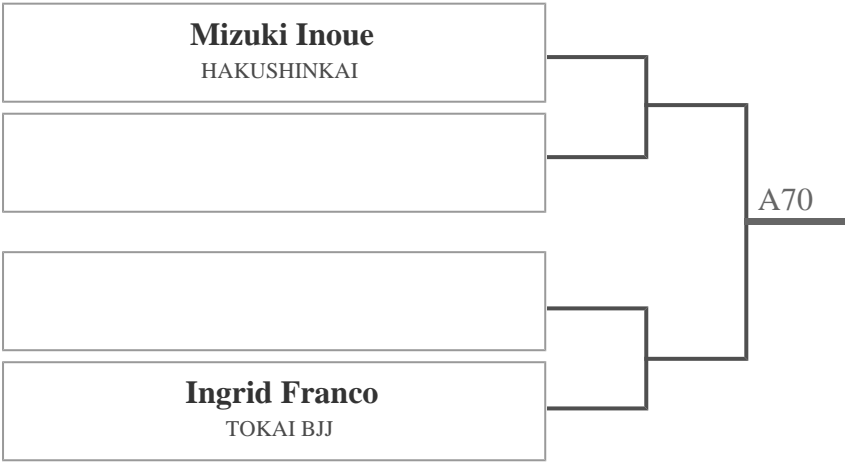 Mizuki Inoue
HAKUSHINKAI
A70
Ingrid Franco
TOKAI BJJ